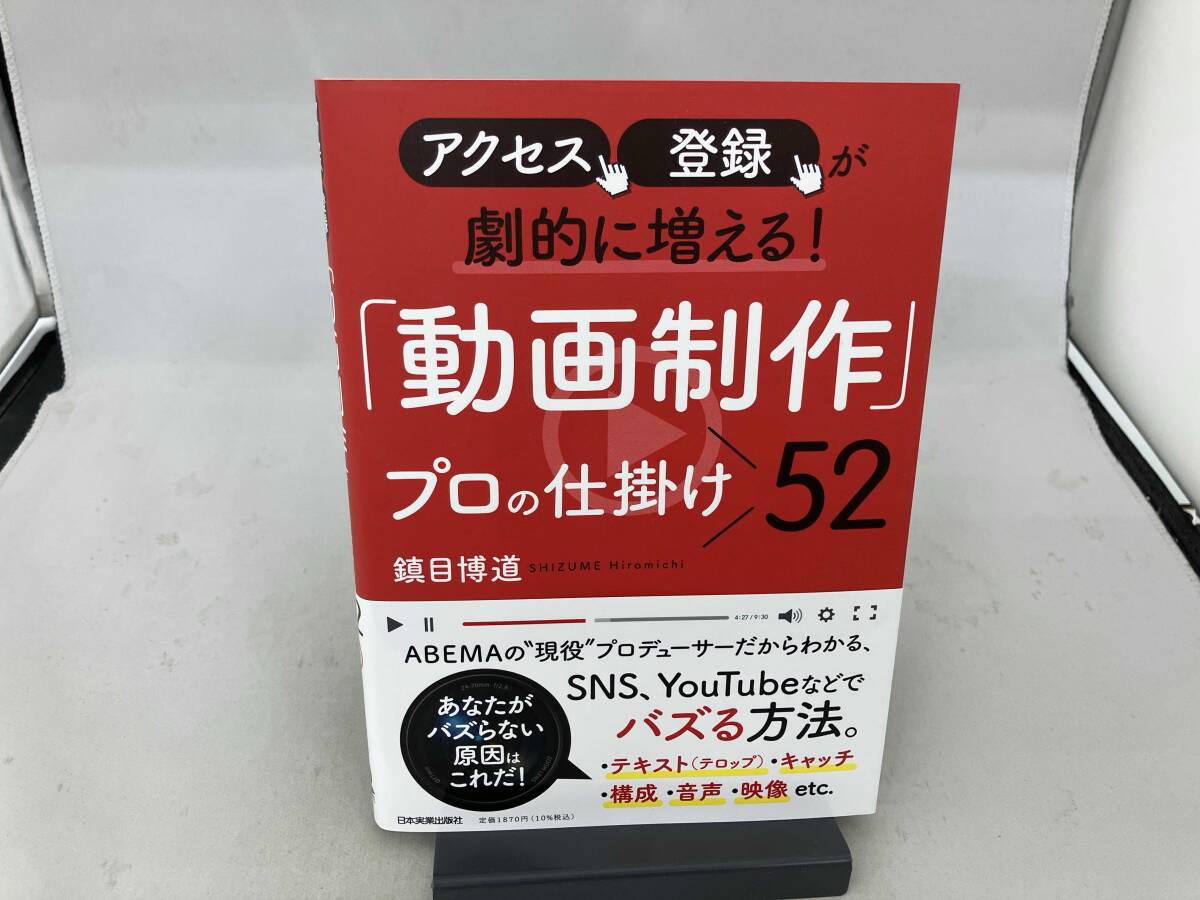 アクセス 登録 が
劇的に増える!
「動画制作」
プロの仕掛け 52
鎮目博道 SHIZUME Hiromichi
4:27/9:30
ABEMAの“現役”プロデューサーだからわかる、
SNS、YouTubeなどで
バズる方法。
・テキスト(テロップ)・キャッチ
・構成・音声・映像 etc.
あなたが
バズらない
原因は
これだ!
日本実業出版社 定価1870円(10%税込)